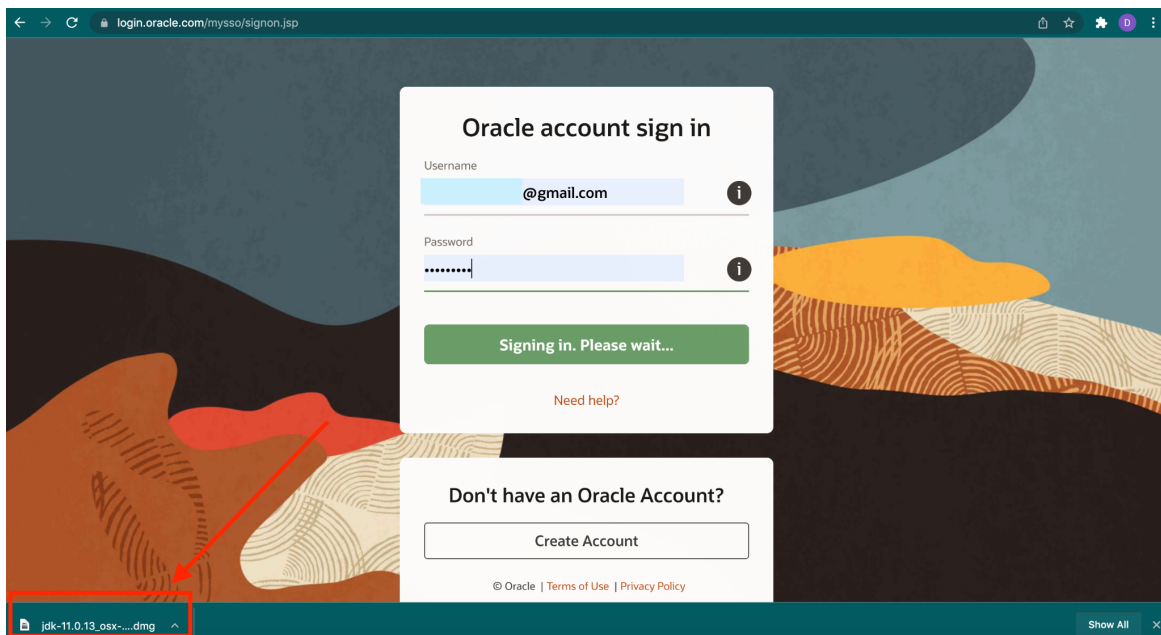 login.oracle.com/mysso/signon.jsp
D
Oracle account sign in
Username
@gmail.com
i
Password
•••••••••
i
Signing in. Please wait...
Need help?
Don't have an Oracle Account?
Create Account
© Oracle | Terms of Use | Privacy Policy
jdk-11.0.13_osx-....dmg
Show All